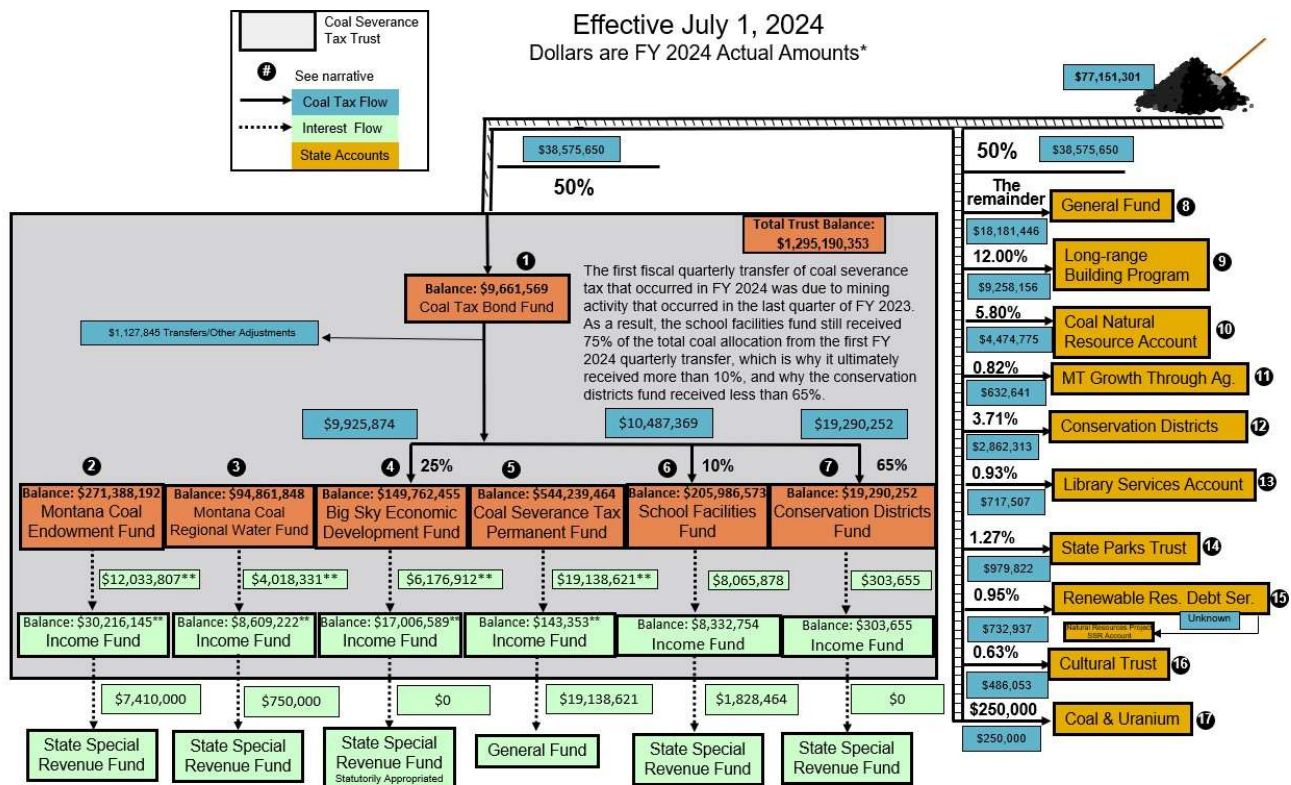 Effective July 1, 2024
Dollars are FY 2024 Actual Amounts*
Coal Severance
Tax Trust
#
See narrative
Coal Tax Flow
Interest Flow
State Accounts
$77,151,301
$38,575,650
50%
50%
$38,575,650
Total Trust Balance:
$1,295,190,353
1
Balance: $9,661,569
Coal Tax Bond Fund
The first fiscal quarterly transfer of coal severance
tax that occurred in FY 2024 was due to mining
activity that occurred in the last quarter of FY 2023.
As a result, the school facilities fund still received
75% of the total coal allocation from the first FY
2024 quarterly transfer, which is why it ultimately
received more than 10%, and why the conservation
districts fund received less than 65%.
$1,127,845 Transfers/Other Adjustments
$9,925,874
$10,487,369
$19,290,252
2
3
4
25%
5
6
10%
7
65%
Balance: $271,388,192
Montana Coal
Endowment Fund
Balance: $94,861,848
Montana Coal
Regional Water Fund
Balance: $149,762,455
Big Sky Economic
Development Fund
Balance: $544,239,464
Coal Severance Tax
Permanent Fund
Balance: $205,986,573
School Facilities
Fund
Balance: $19,290,252
Conservation Districts
Fund
$12,033,807**
$4,018,331**
$6,176,912**
$19,138,621**
$8,065,878
$303,655
Balance: $30,216,145**
Income Fund
Balance: $8,609,222**
Income Fund
Balance: $17,006,589**
Income Fund
Balance: $143,353**
Income Fund
Balance: $8,332,754
Income Fund
Balance: $303,655
Income Fund
$7,410,000
$750,000
$0
$19,138,621
$1,828,464
$0
State Special
Revenue Fund
State Special
Revenue Fund
State Special
Revenue Fund
Statutorily Appropriated
General Fund
State Special
Revenue Fund
State Special
Revenue Fund
The
remainder
General Fund
8
$18,181,446
12.00%
Long-range
Building Program
9
$9,258,156
5.80%
Coal Natural
Resource Account
10
$4,474,775
0.82%
MT Growth Through Ag.
11
$632,641
3.71%
Conservation Districts
12
$2,862,313
0.93%
Library Services Account
13
$717,507
1.27%
State Parks Trust
14
$979,822
0.95%
Renewable Res. Debt Ser.
15
$732,937
Unknown
Natural Resources Project
SSR Account
0.63%
Cultural Trust
16
$486,053
$250,000
Coal & Uranium
17
$250,000